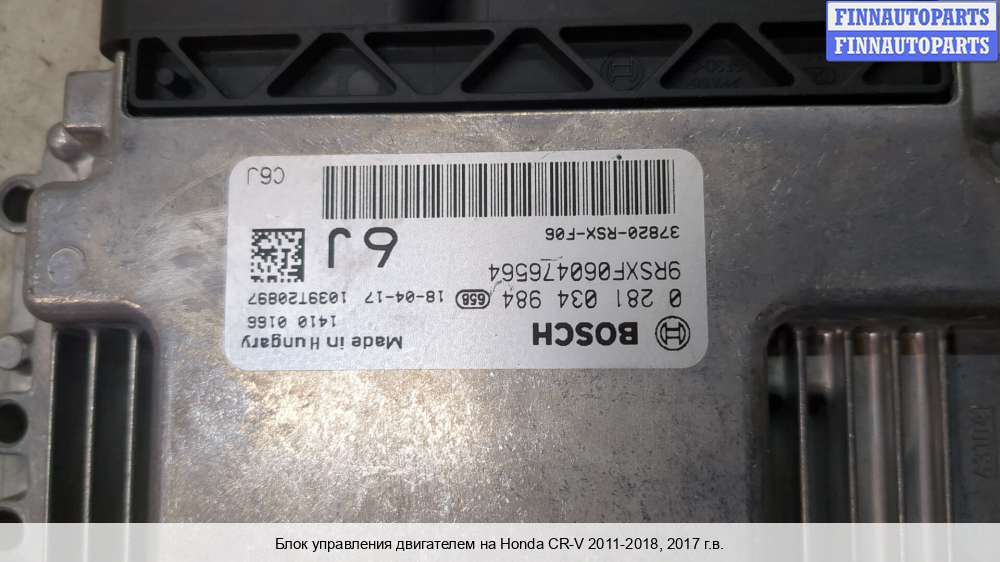 FINNAUTOPARTS
FINNAUTOPARTS
BOSCH
Made in Hungary
0 281 034 984
1410 0166
658 18-04-17 1039T20897
9RSXF060476564
6J
37820-RSX-F06
C6J
Блок управления двигателем на Honda CR-V 2011-2018, 2017 г.в.